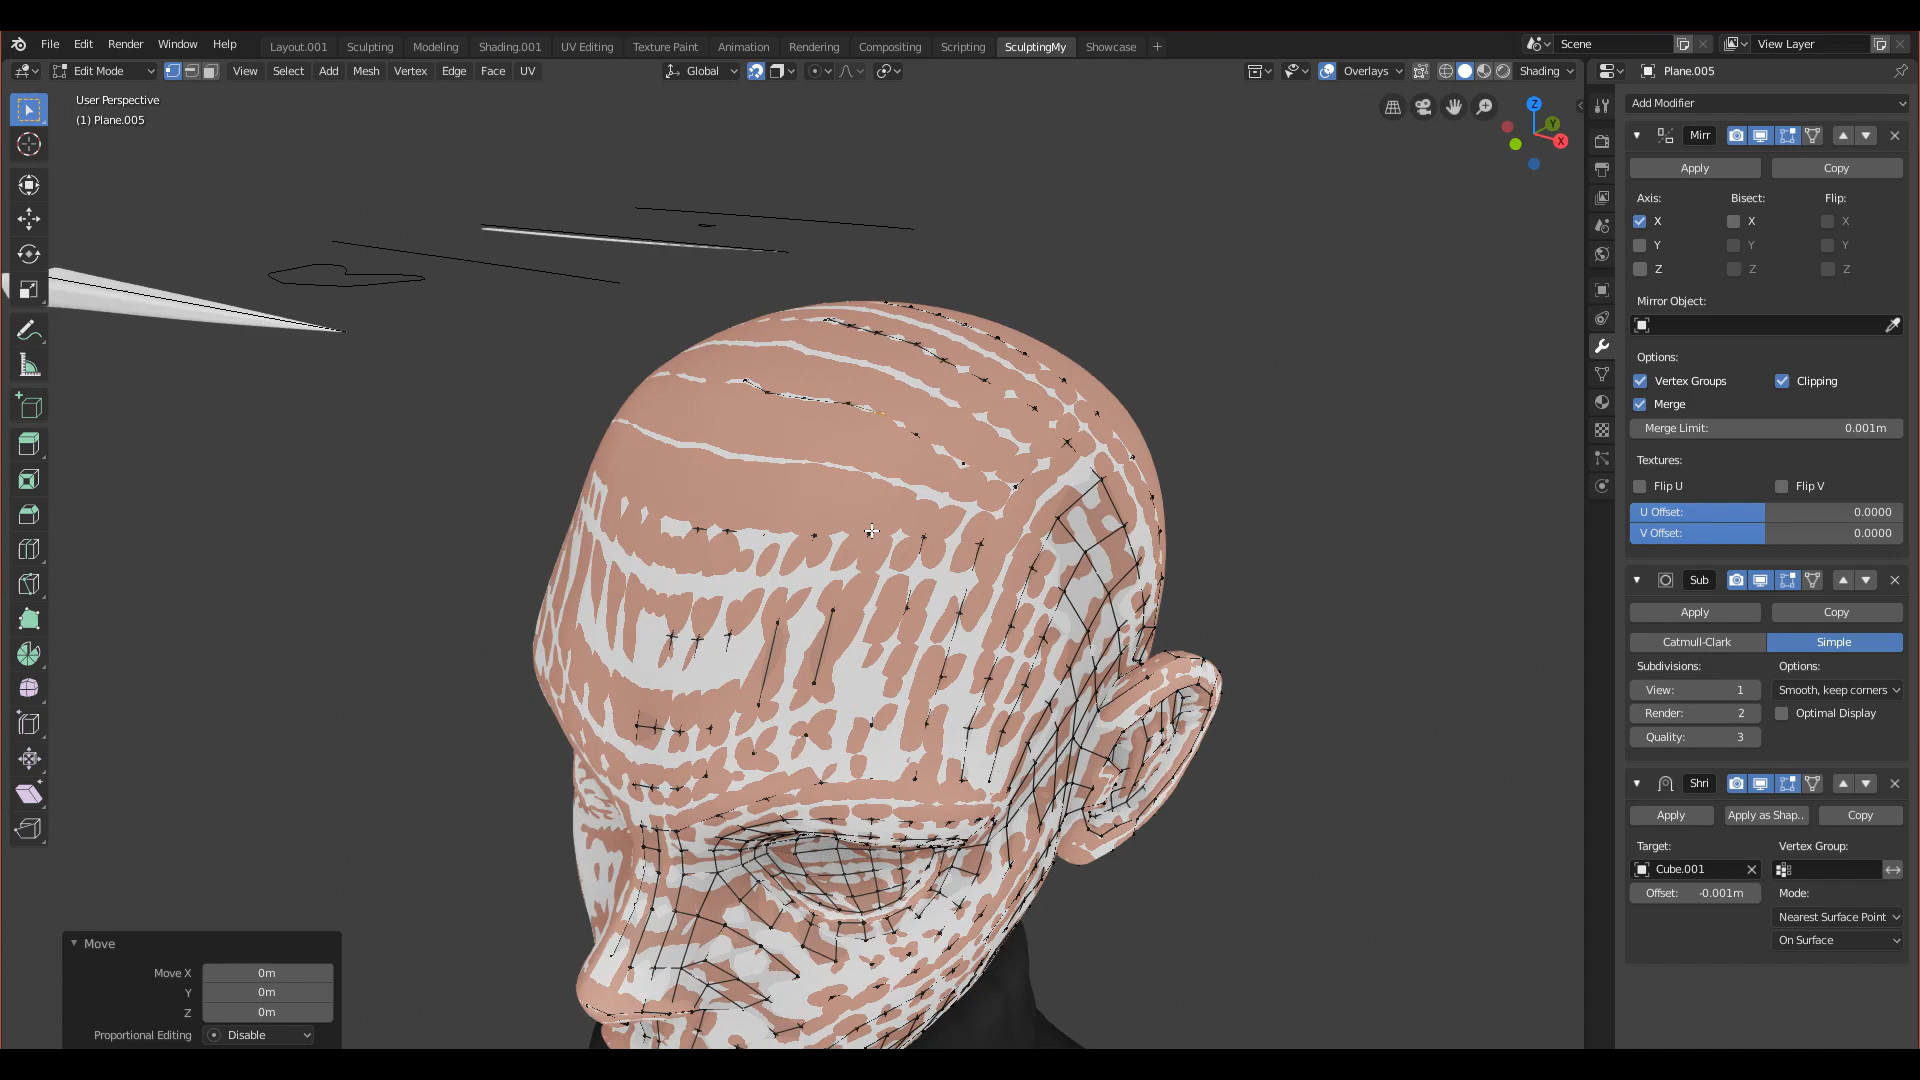 File Edit Render Window Help Layout.001 Sculpting Modeling Shading.001 UV Editing Texture Paint Animation Rendering Compositing Scripting SculptingMy Showcase + Scene View Layer
Edit Mode View Select Add Mesh Vertex Edge Face UV Global Overlays Shading Plane.005
User Perspective
(1) Plane.005
Z
Y
X
Add Modifier
Mirr
Apply Copy
Axis: Bisect: Flip:
X X X
Y Y Y
Z Z Z
Mirror Object:
Options:
Vertex Groups Clipping
Merge
Merge Limit: 0.001m
Textures:
Flip U Flip V
U Offset: 0.0000
V Offset: 0.0000
Sub
Apply Copy
Catmull-Clark Simple
Subdivisions: Options:
View: 1 Smooth, keep corners
Render: 2 Optimal Display
Quality: 3
Shri
Apply Apply as Shap.. Copy
Target: Vertex Group:
Cube.001
Offset: -0.001m Mode:
Nearest Surface Point
On Surface
Move
Move X 0m
Y 0m
Z 0m
Proportional Editing Disable